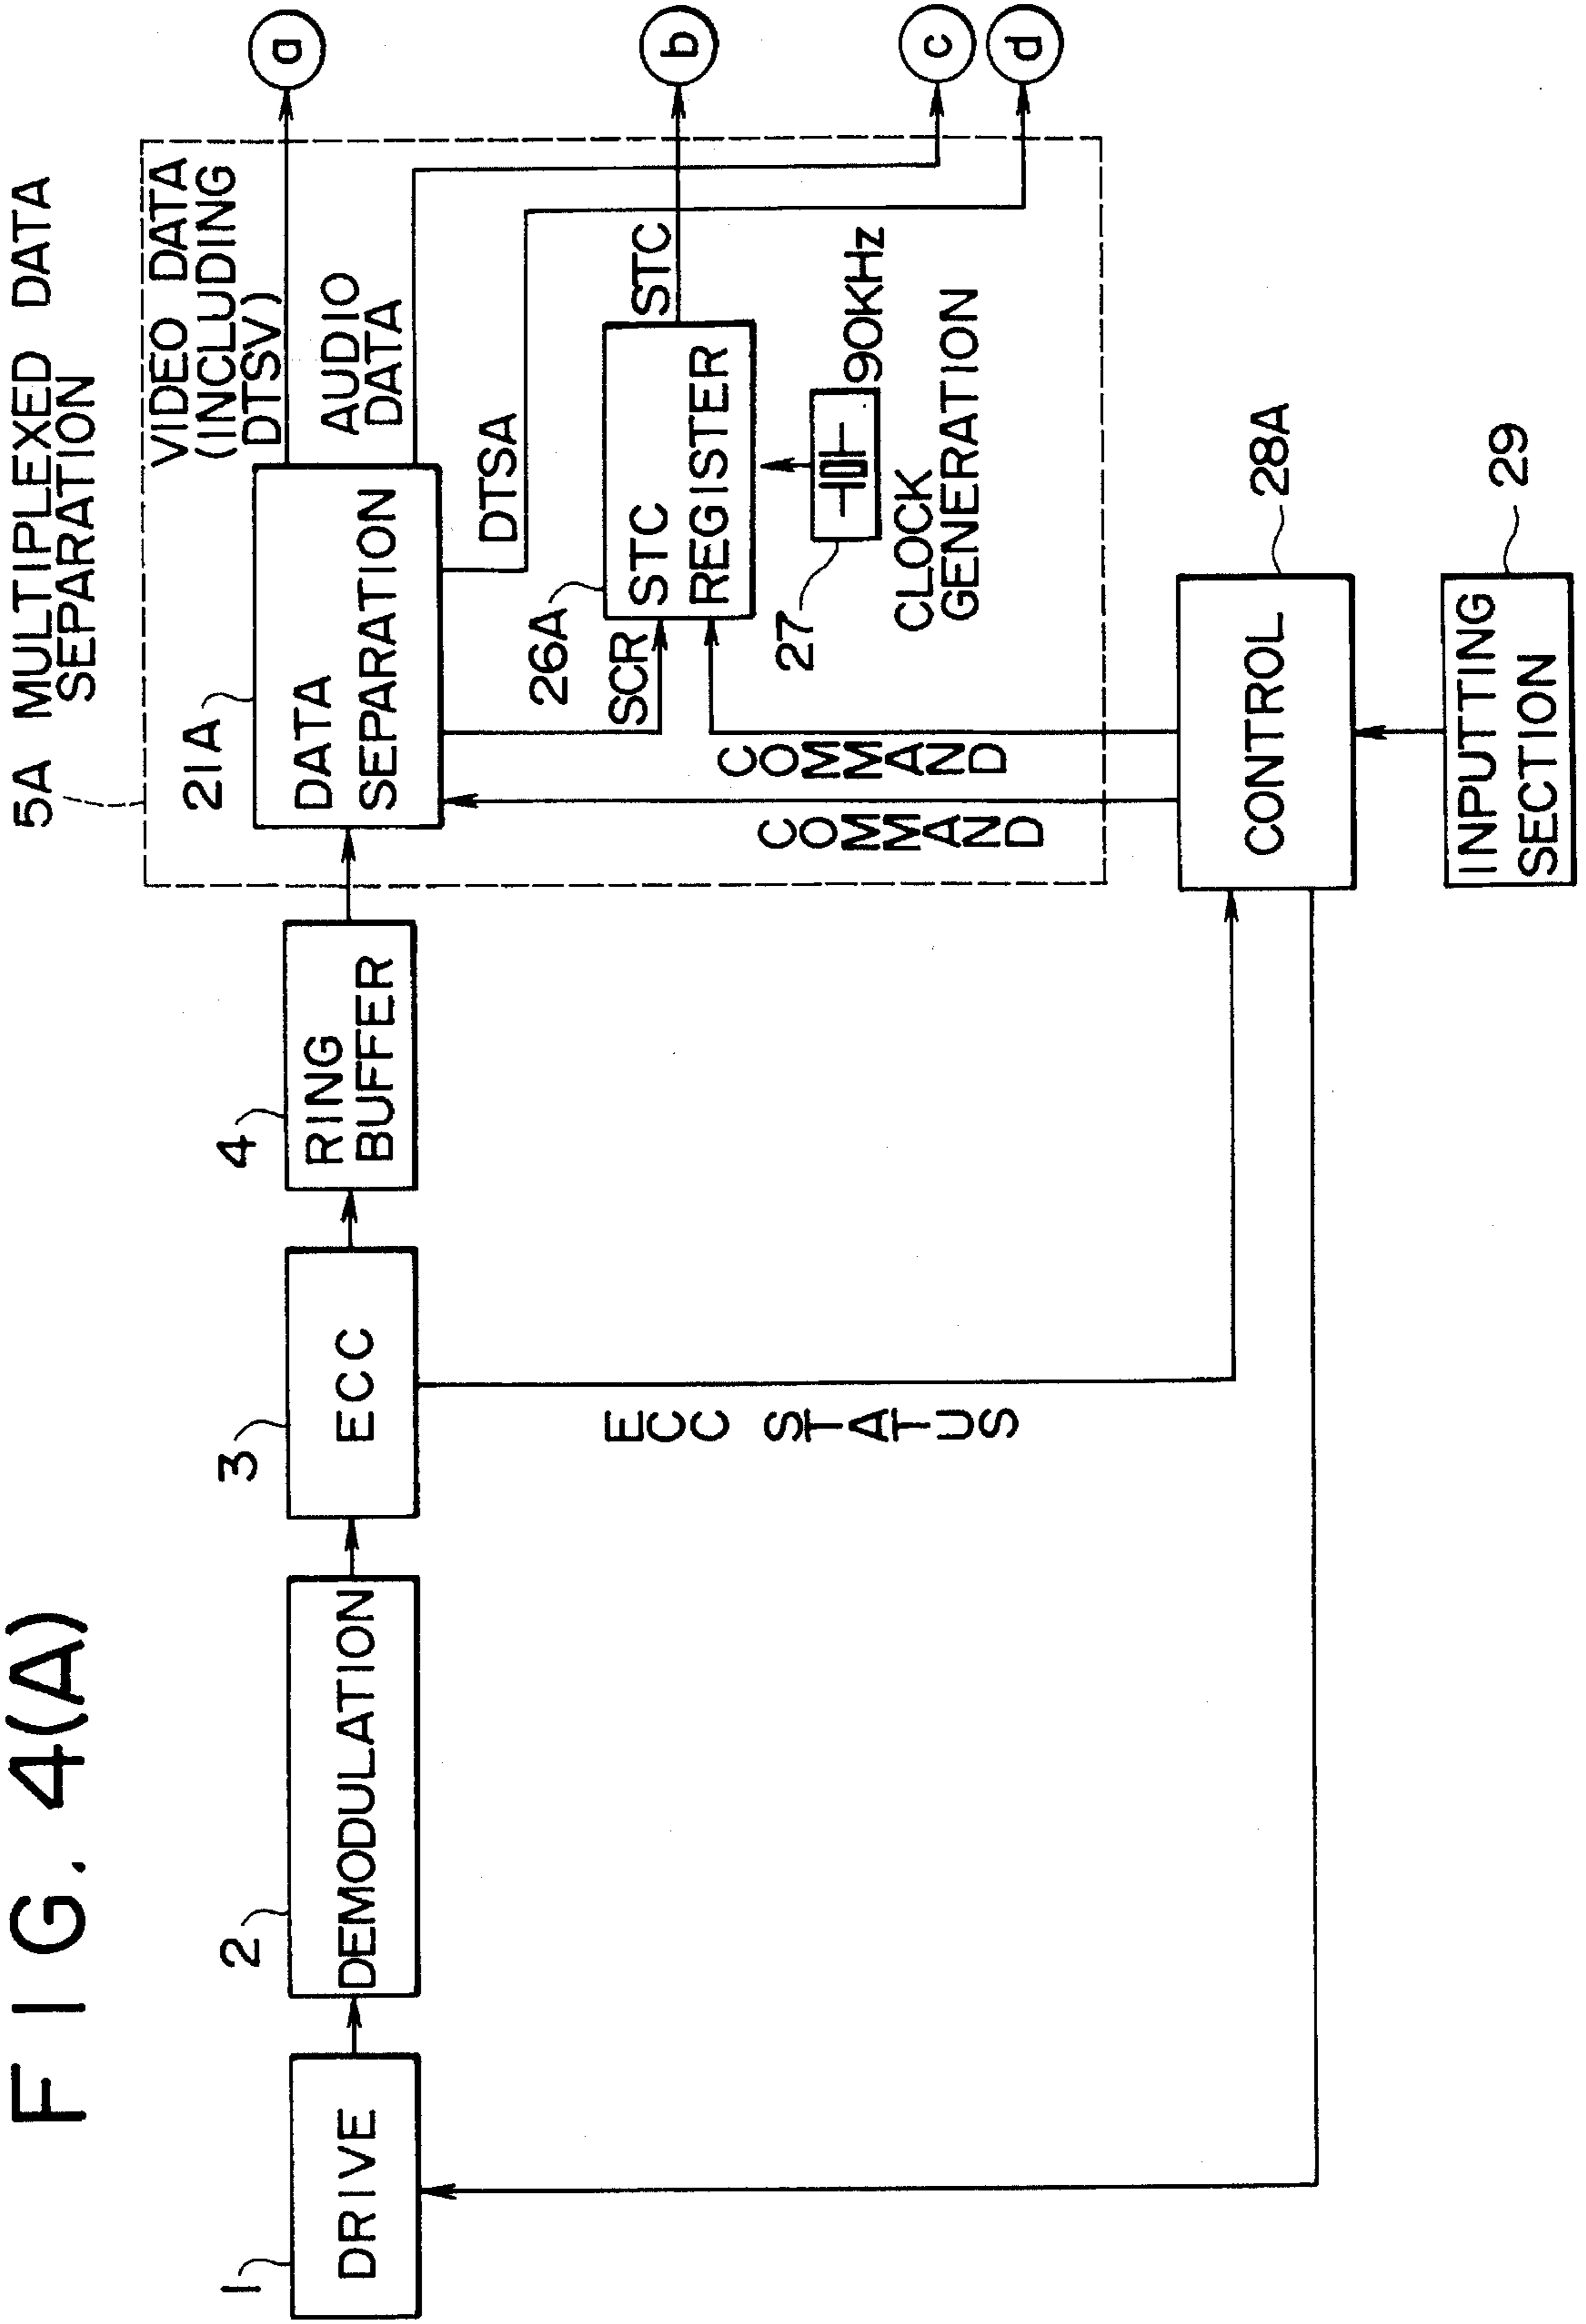 FIG. 4(A)
5A MULTIPLEXED DATA
SEPARATION
1
DRIVE
2
DEMODULATION
3
ECC
4
RING
BUFFER
21A
DATA
SEPARATION
VIDEO DATA
(INCLUDING
DTSV)
AUDIO
DATA
DTSA
a
b
c
d
26A
SCR
STC
REGISTER
STC
27
90KHz
CLOCK
GENERATION
COMMAND
COMMAND
ECC STATUS
28A
CONTROL
29
INPUTTING
SECTION